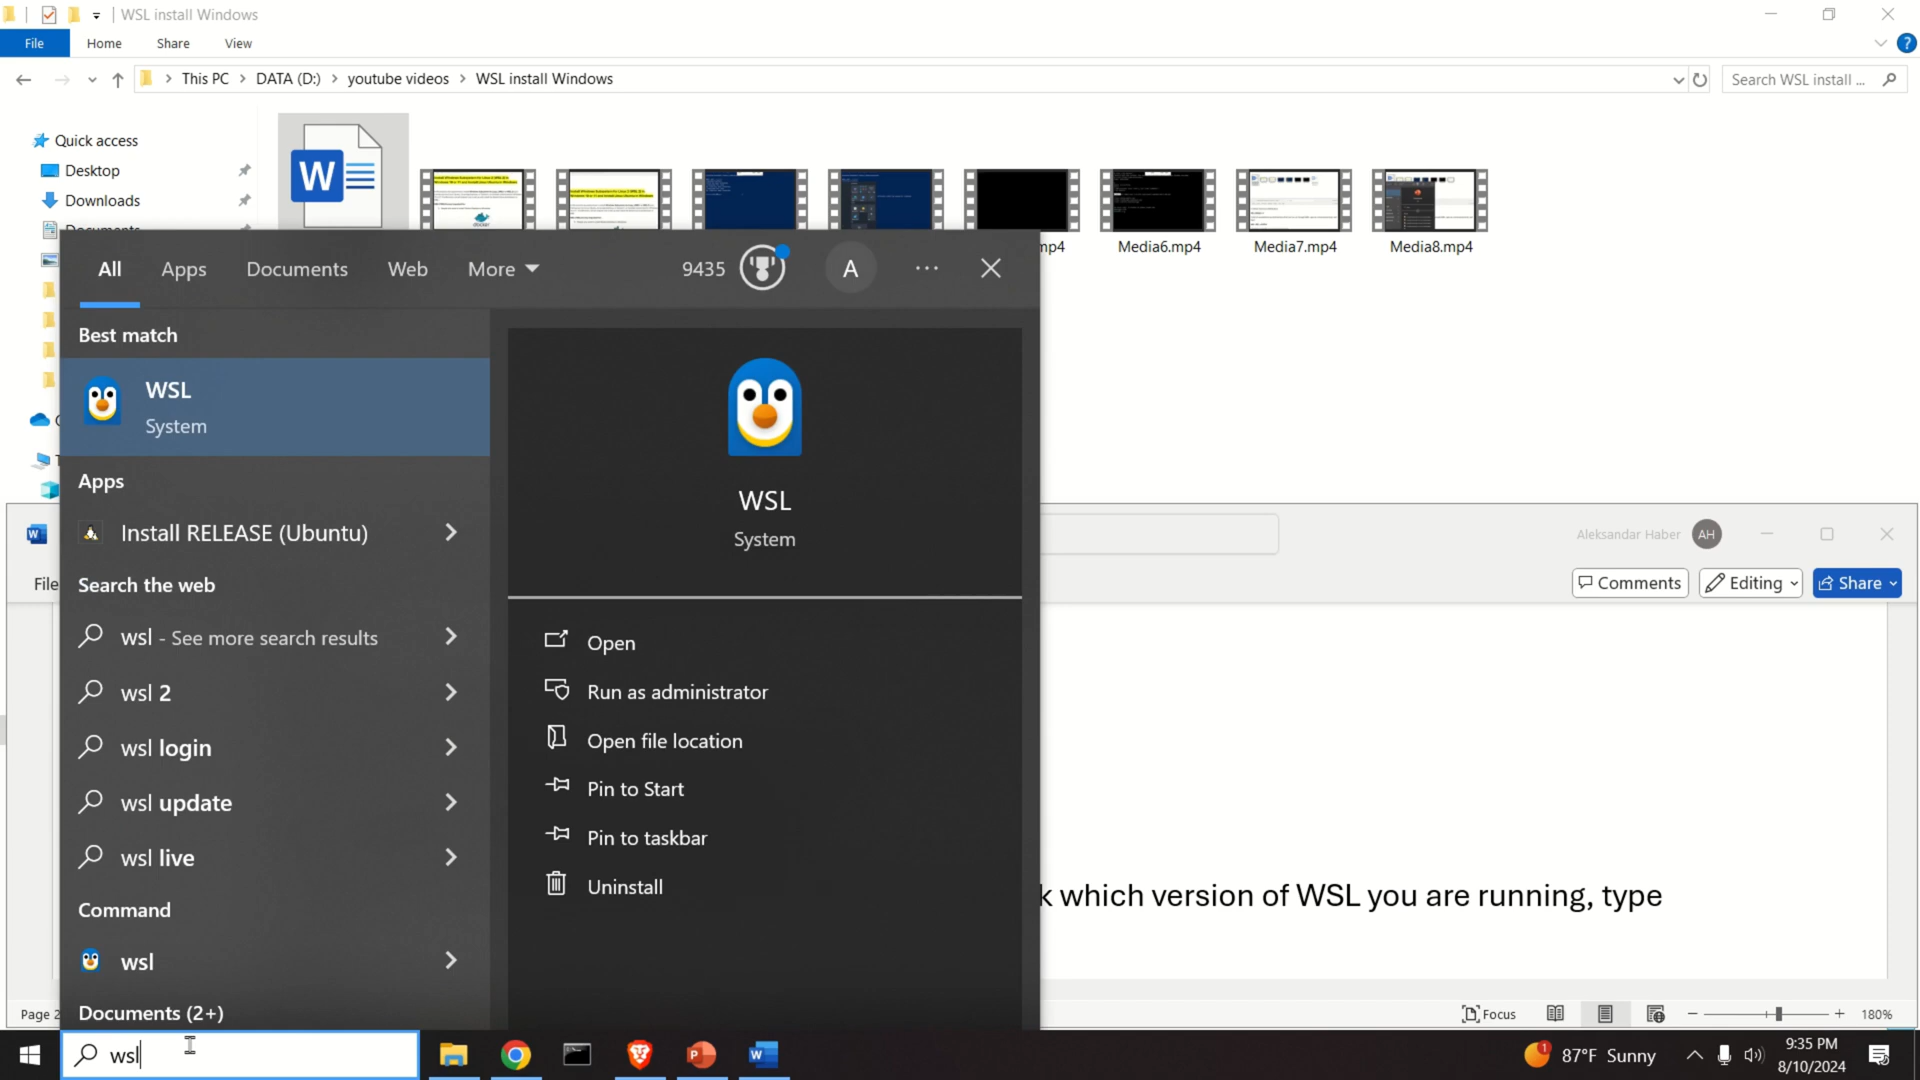 WSL install Windows
File Home Share View
This PC > DATA (D:) > youtube videos > WSL install Windows
Search WSL install ...
Quick access
Desktop
Downloads
Media6.mp4
Media7.mp4
Media8.mp4
All Apps Documents Web More 9435 A ···
Best match
WSL
System
Apps
Install RELEASE (Ubuntu)
Search the web
wsl - See more search results
wsl 2
wsl login
wsl update
wsl live
Command
wsl
Documents (2+)
WSL
System
Open
Run as administrator
Open file location
Pin to Start
Pin to taskbar
Uninstall
Aleksandar Haber AH
File
Comments Editing Share
k which version of WSL you are running, type
Page 2
Focus
180%
wsl
1
87°F Sunny
9:35 PM
8/10/2024